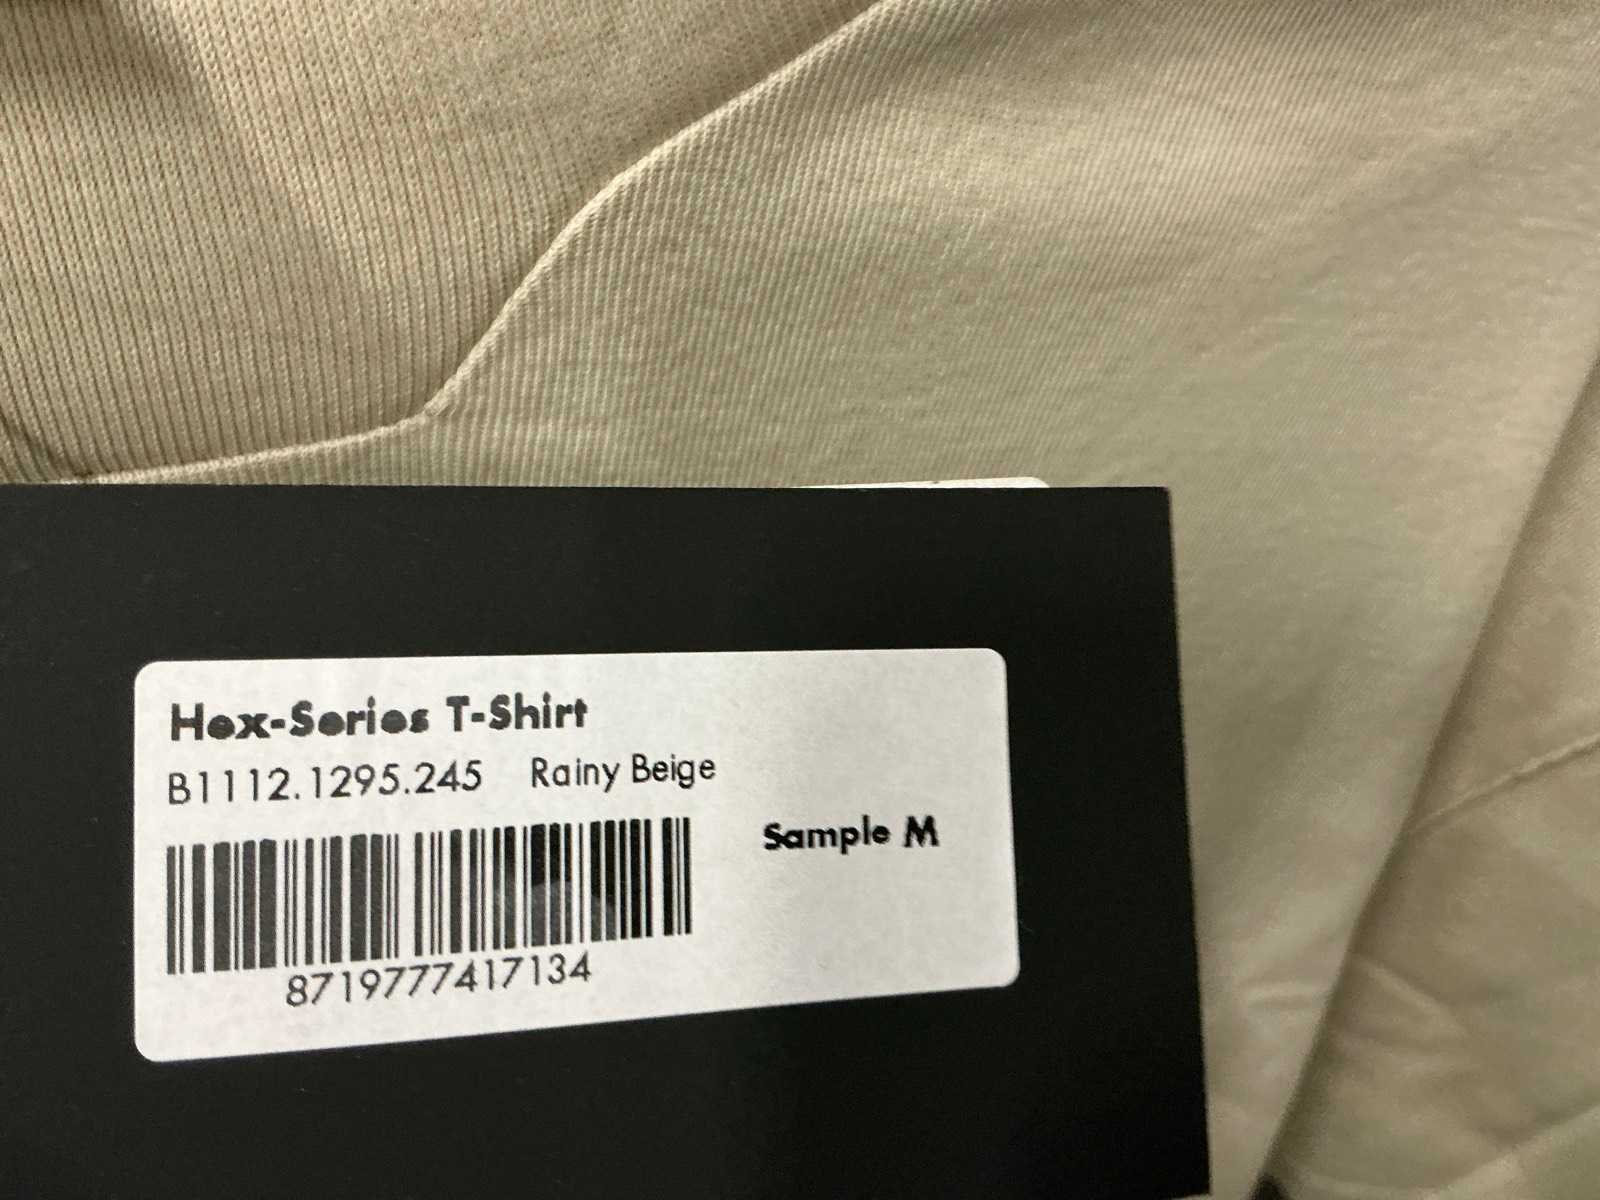 Hex-Series T-Shirt
B1112.1295.245 Rainy Beige
Sample M
8719777417134